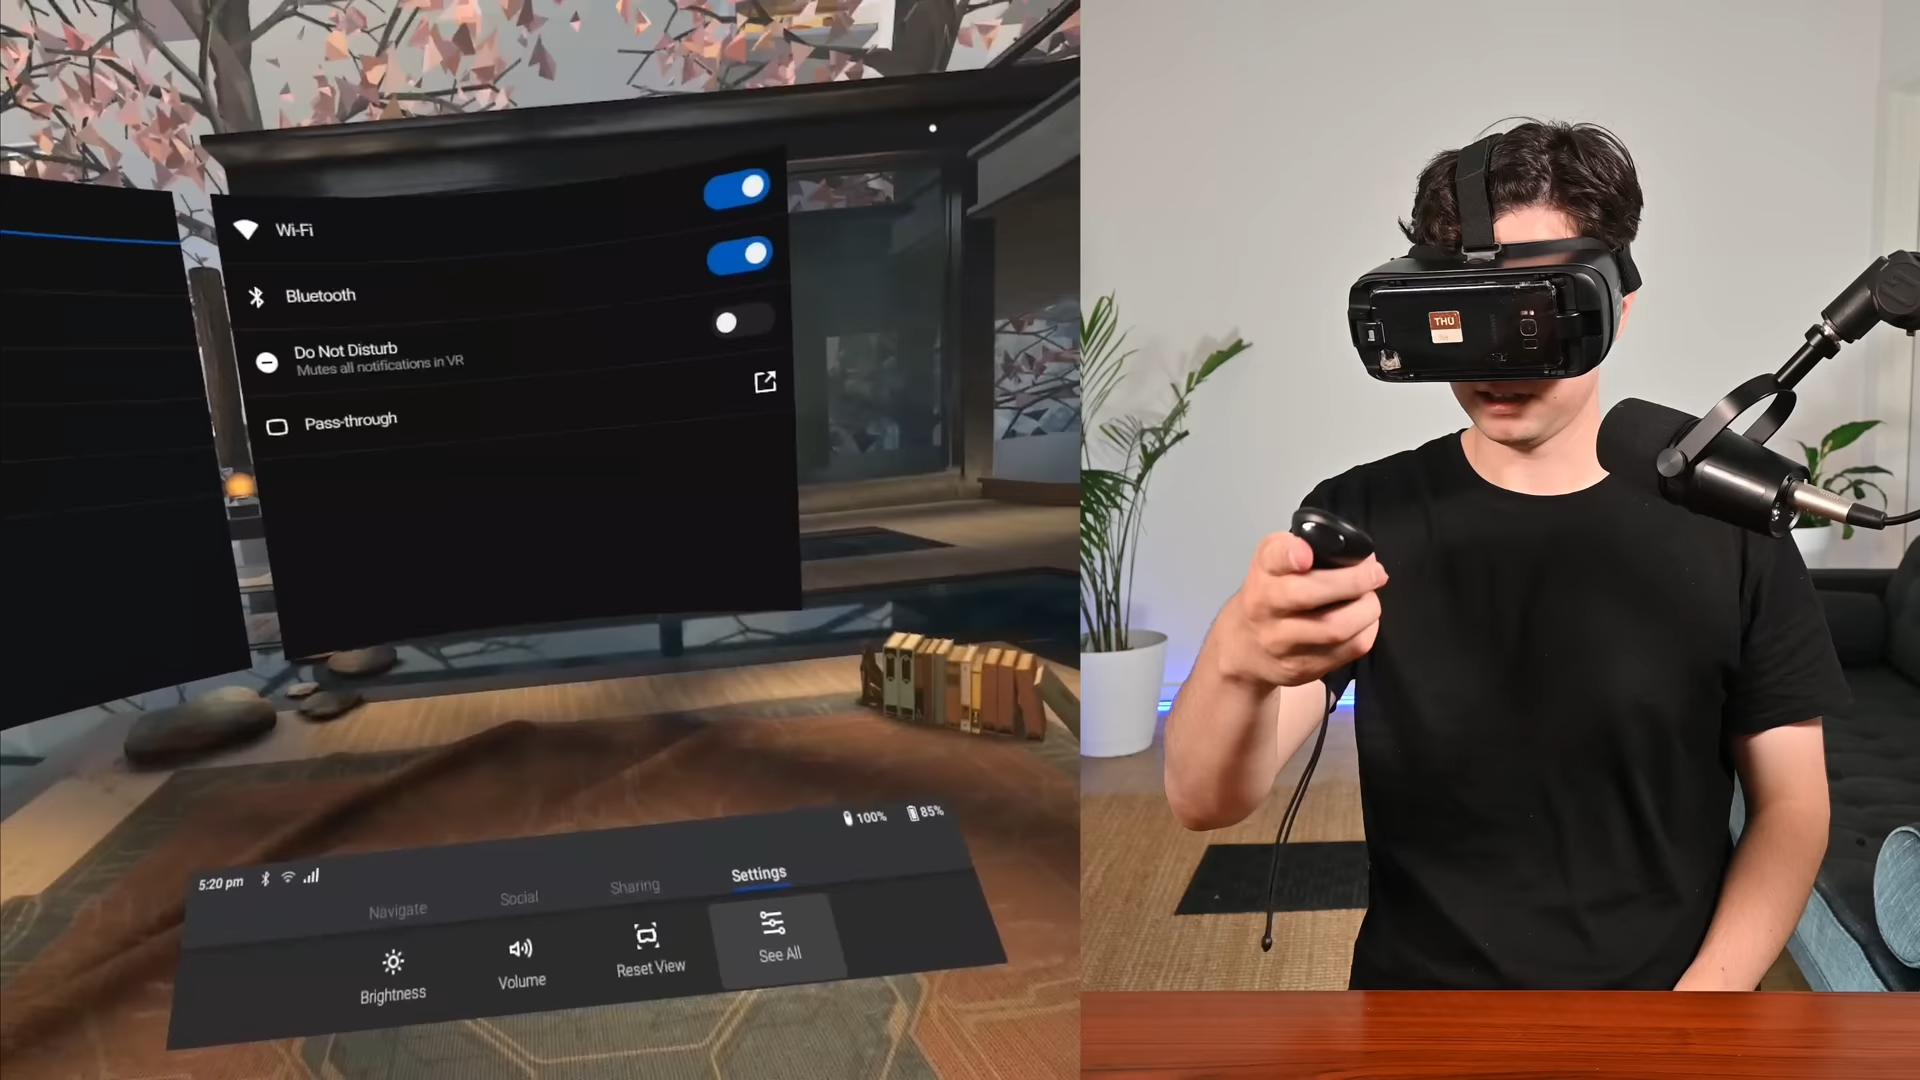 Wi-Fi
Bluetooth
Do Not Disturb
Mutes all notifications in VR
Pass-through
100% 85%
5:20 pm
Navigate Social Sharing Settings
Brightness Volume Reset View See All
THU